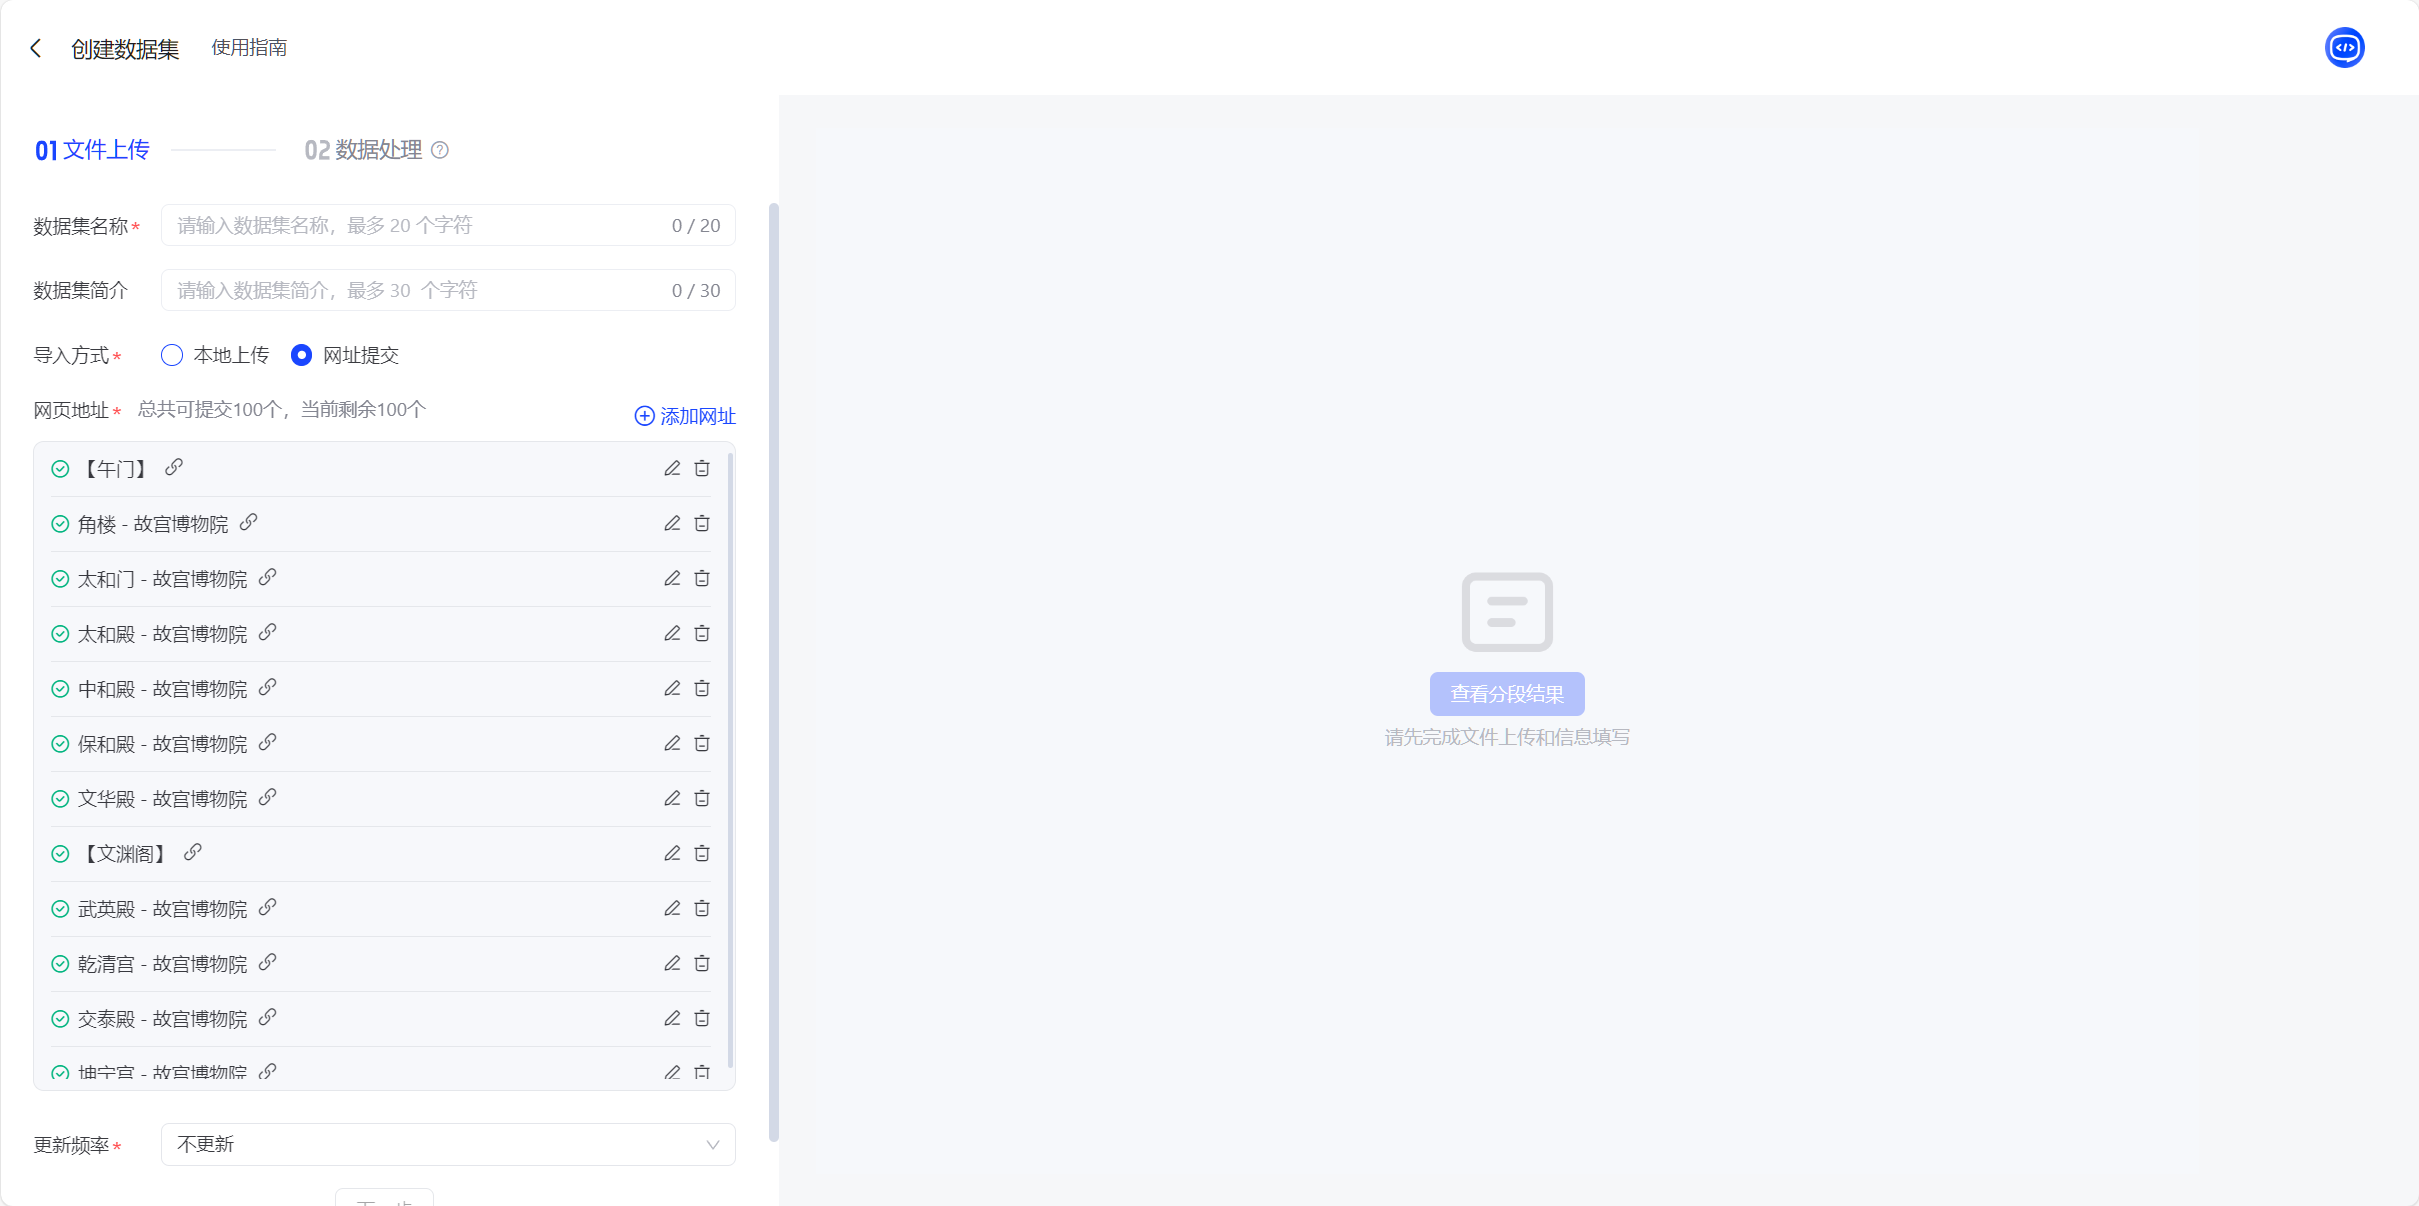 创建数据集 使用指南
01 文件上传 02 数据处理
数据集名称* 请输入数据集名称，最多 20 个字符 0 / 20
数据集简介 请输入数据集简介，最多 30 个字符 0 / 30
导入方式* 本地上传 网址提交
网页地址* 总共可提交100个，当前剩余100个 添加网址
【午门】
角楼 - 故宫博物院
太和门 - 故宫博物院
太和殿 - 故宫博物院
中和殿 - 故宫博物院
保和殿 - 故宫博物院
文华殿 - 故宫博物院
【文渊阁】
武英殿 - 故宫博物院
乾清宫 - 故宫博物院
交泰殿 - 故宫博物院
坤宁宫 - 故宫博物院
更新频率* 不更新
查看分段结果
请先完成文件上传和信息填写